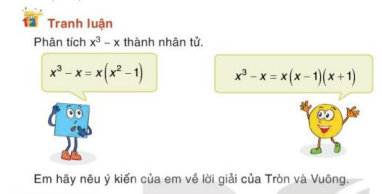 Tranh luận
Phân tích x³ – x thành nhân tử.
x³ – x = x(x² – 1)
x³ – x = x(x – 1)(x + 1)
Em hãy nêu ý kiến của em về lời giải của Tròn và Vuông.